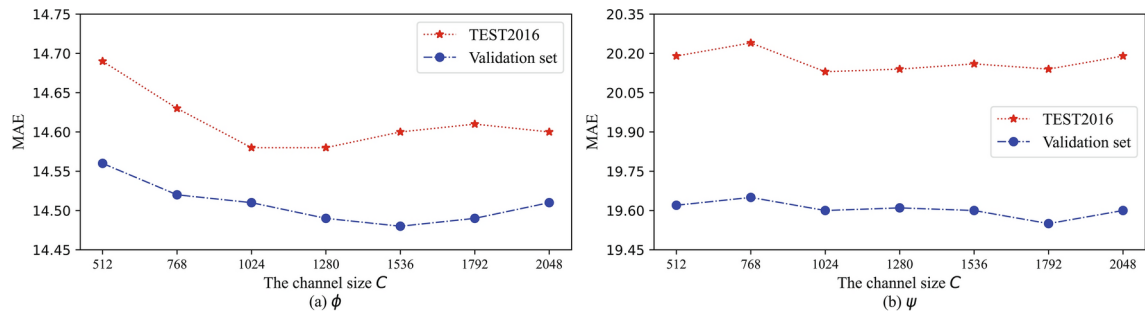 14.75
14.70
14.65
14.60
14.55
14.50
14.45
MAE
TEST2016
Validation set
512 768 1024 1280 1536 1792 2048
The channel size C
(a) ϕ
20.35
20.20
20.05
19.90
19.75
19.60
19.45
MAE
TEST2016
Validation set
512 768 1024 1280 1536 1792 2048
The channel size C
(b) ψ